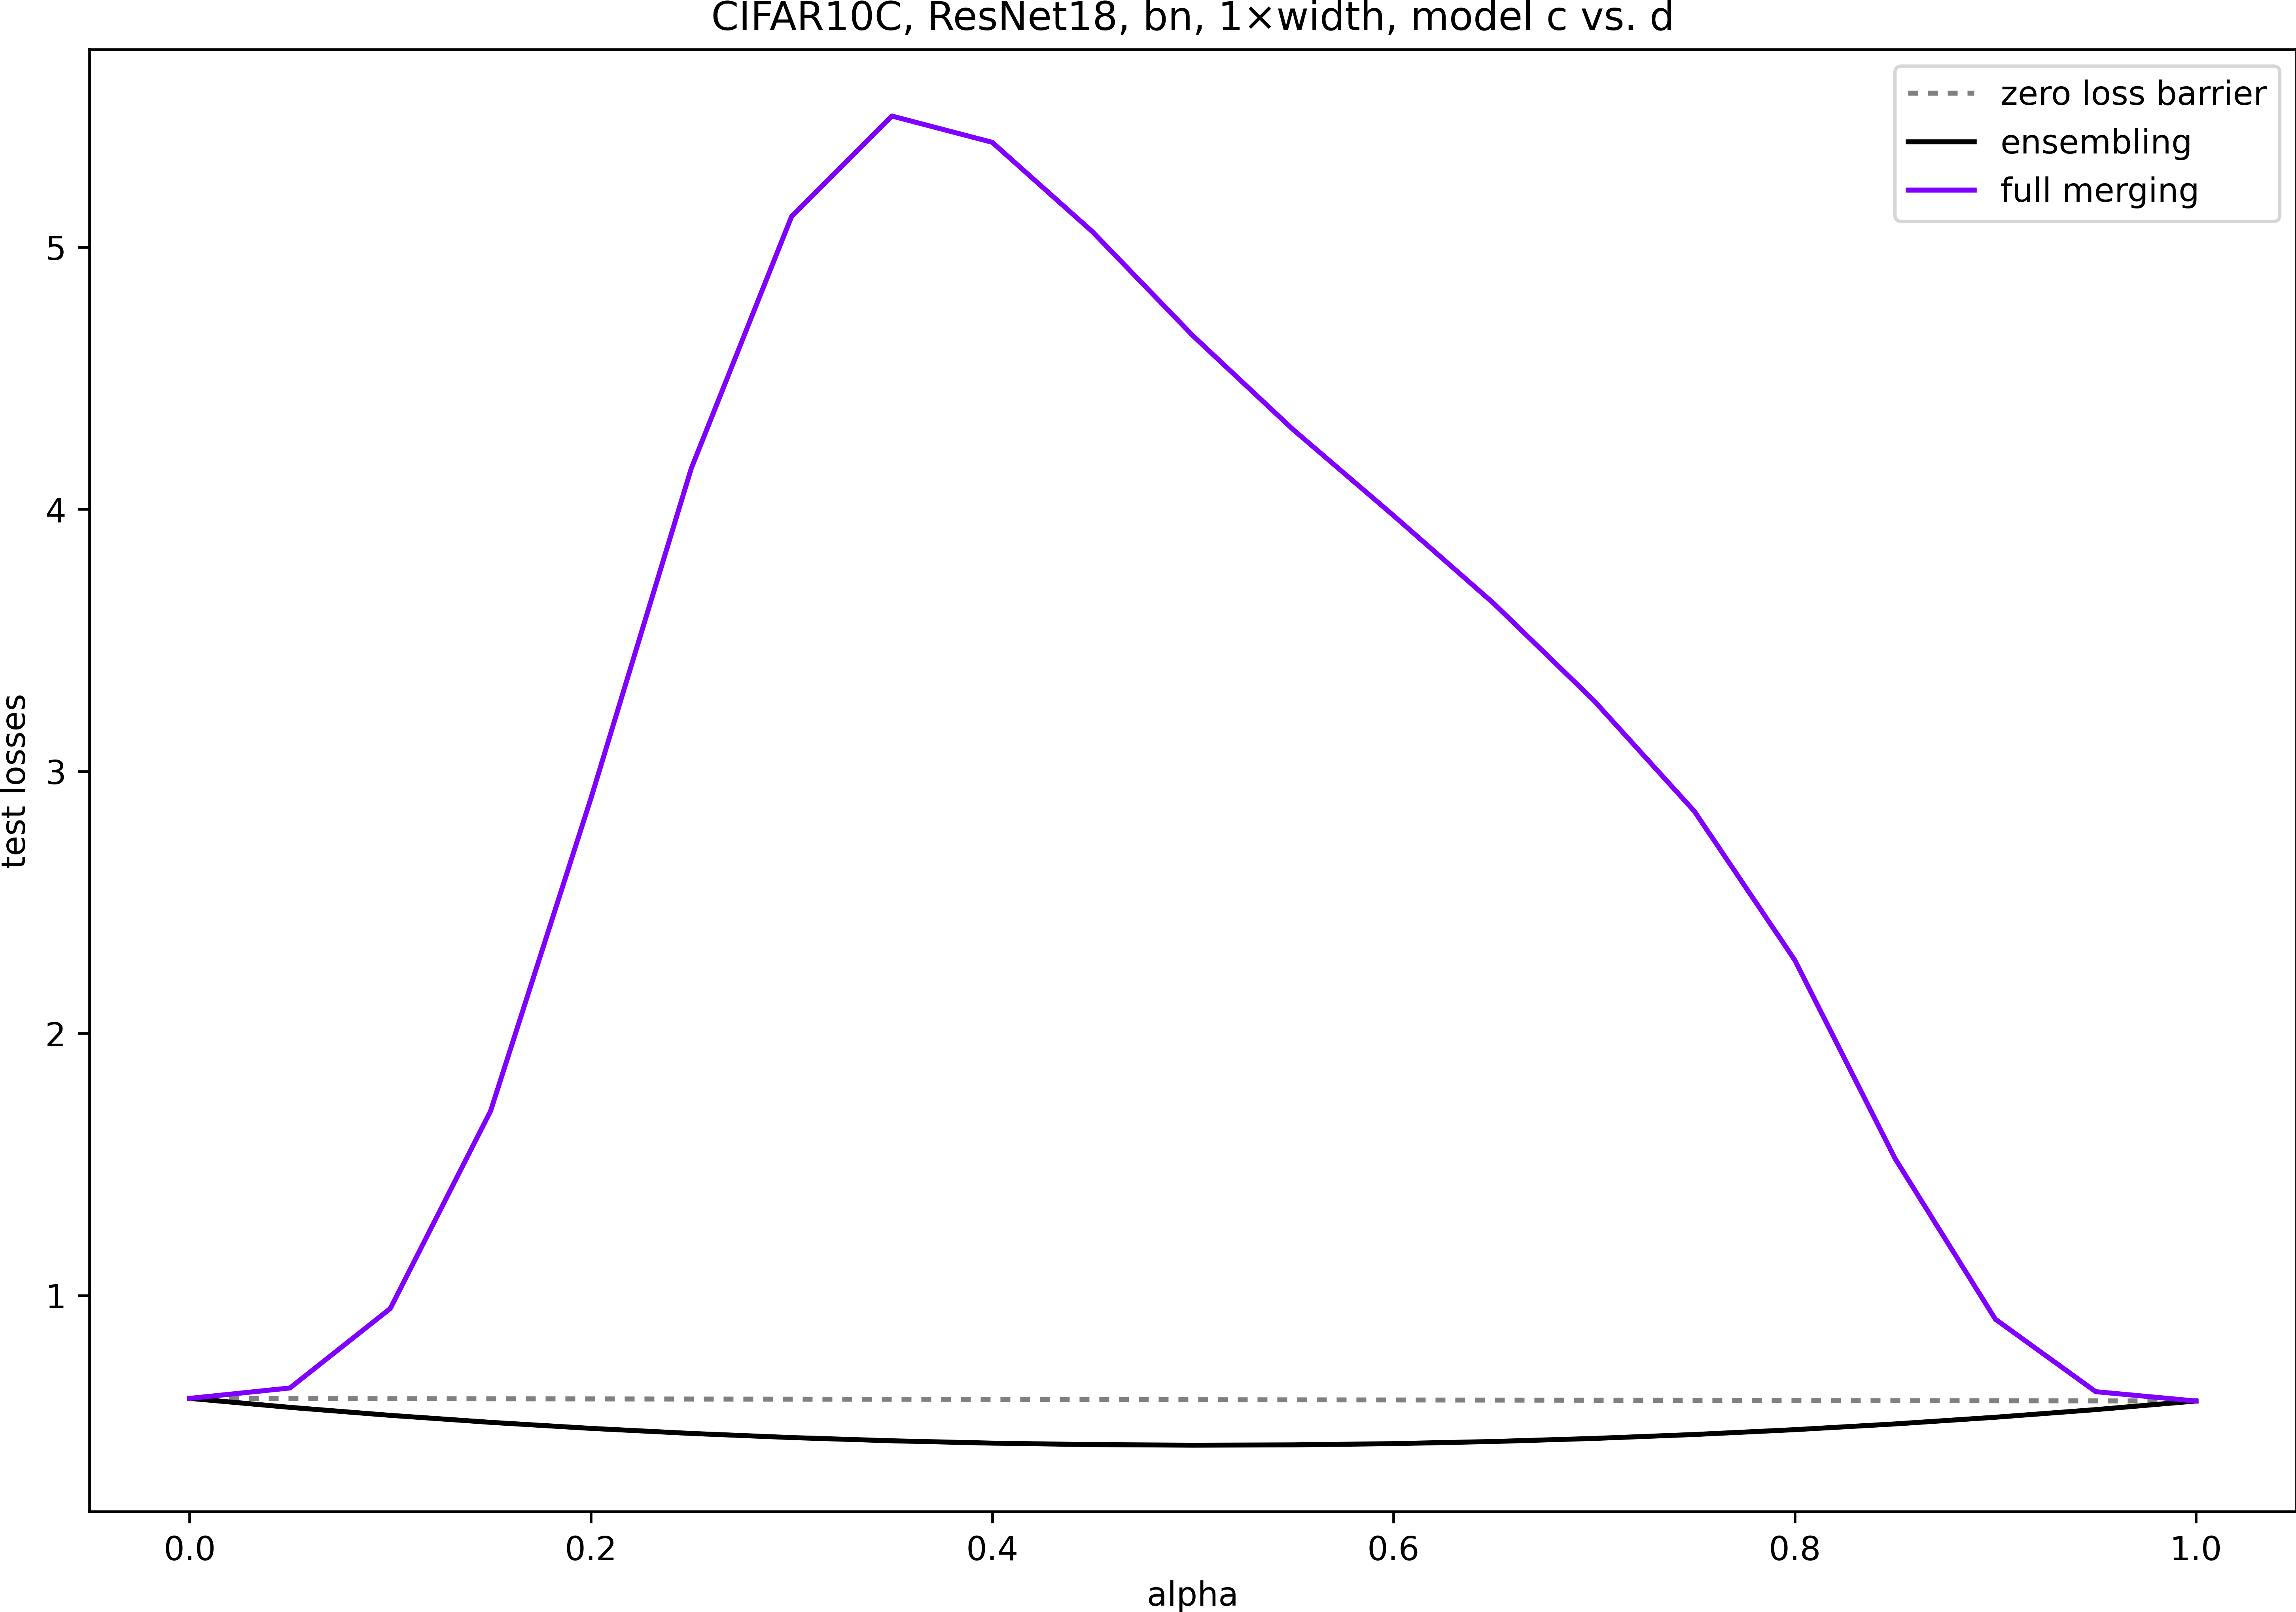 CIFAR10C, ResNet18, bn, 1×width, model c vs. d
zero loss barrier
ensembling
full merging
5
4
3
2
1
test losses
0.0 0.2 0.4 0.6 0.8 1.0
alpha